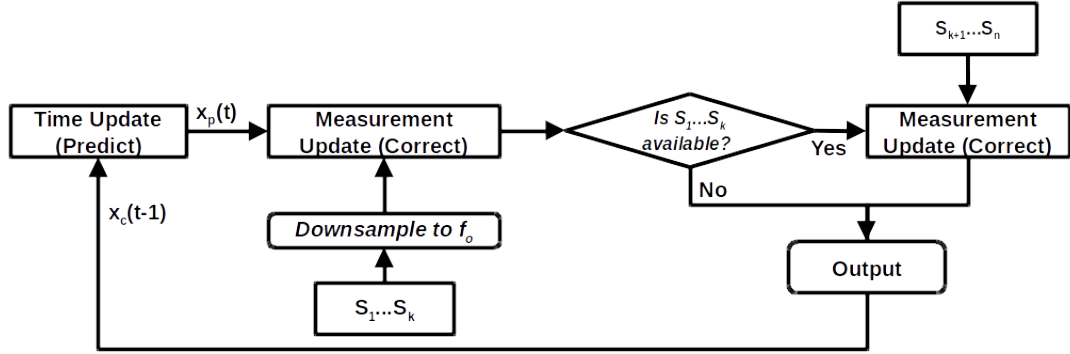 S_{k+1}...S_n
Time Update
(Predict)
x_p(t)
Measurement
Update (Correct)
Is S_1...S_k
available?
Yes
Measurement
Update (Correct)
No
x_c(t-1)
Downsample to f_o
Output
S_1...S_k